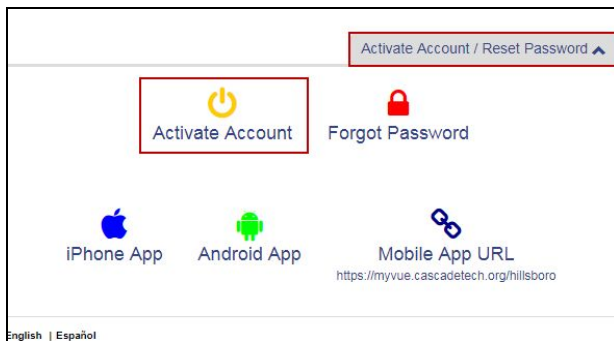 Activate Account / Reset Password
Activate Account Forgot Password
iPhone App Android App Mobile App URL
https://myvue.cascadetech.org/hillsboro
English | Español